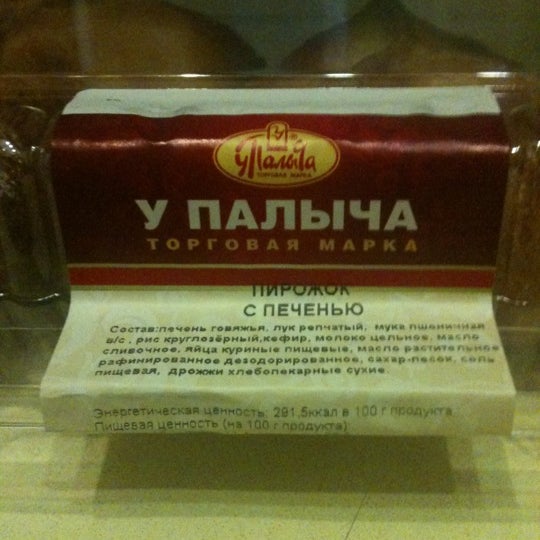 у Палыча
ТОРГОВАЯ МАРКА
У ПАЛЫЧА
ТОРГОВАЯ МАРКА
ПИРОЖОК
С ПЕЧЕНЬЮ
Состав:печень говяжья, лук репчатый, мука пшеничная
в/с , рис круглозёрный,кефир, молоко цельное, масло
сливочное, яйца куриные пищевые, масло растительное
рафинированное дезодорированное, сахар-песок, соль
пищевая, дрожжи хлебопекарные сухие.
Энергетическая ценность: 291,5ккал в 100 г продукта
Пищевая ценность (на 100 г продукта)